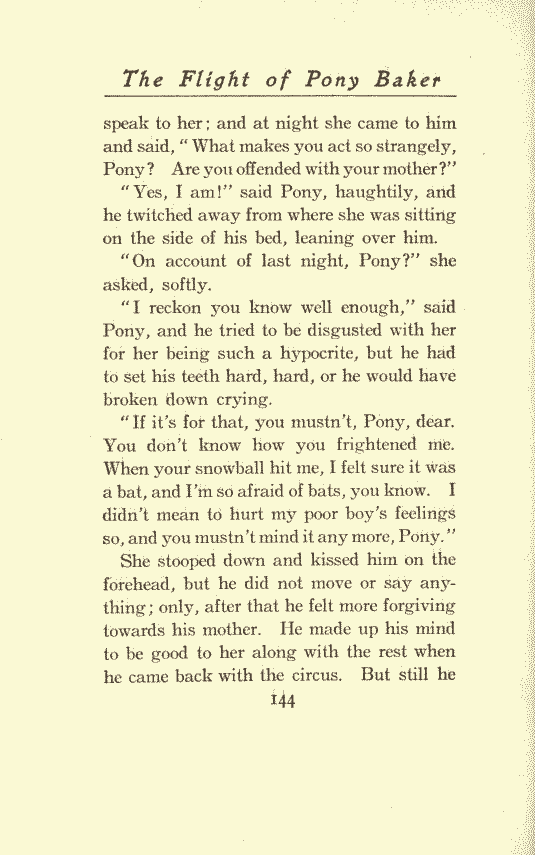 The Flight of Pony Baker
speak to her; and at night she came to him
and said, "What makes you act so strangely,
Pony? Are you offended with your mother?"
"Yes, I am!" said Pony, haughtily, and
he twitched away from where she was sitting
on the side of his bed, leaning over him.
"On account of last night, Pony?" she
asked, softly.
"I reckon you know well enough," said
Pony, and he tried to be disgusted with her
for her being such a hypocrite, but he had
to set his teeth hard, hard, or he would have
broken down crying.
"If it's for that, you mustn't, Pony, dear.
You don't know how you frightened me.
When your snowball hit me, I felt sure it was
a bat, and I'm so afraid of bats, you know. I
didn't mean to hurt my poor boy's feelings
so, and you mustn't mind it any more, Pony."
She stooped down and kissed him on the
forehead, but he did not move or say any-
thing; only, after that he felt more forgiving
towards his mother. He made up his mind
to be good to her along with the rest when
he came back with the circus. But still he
144